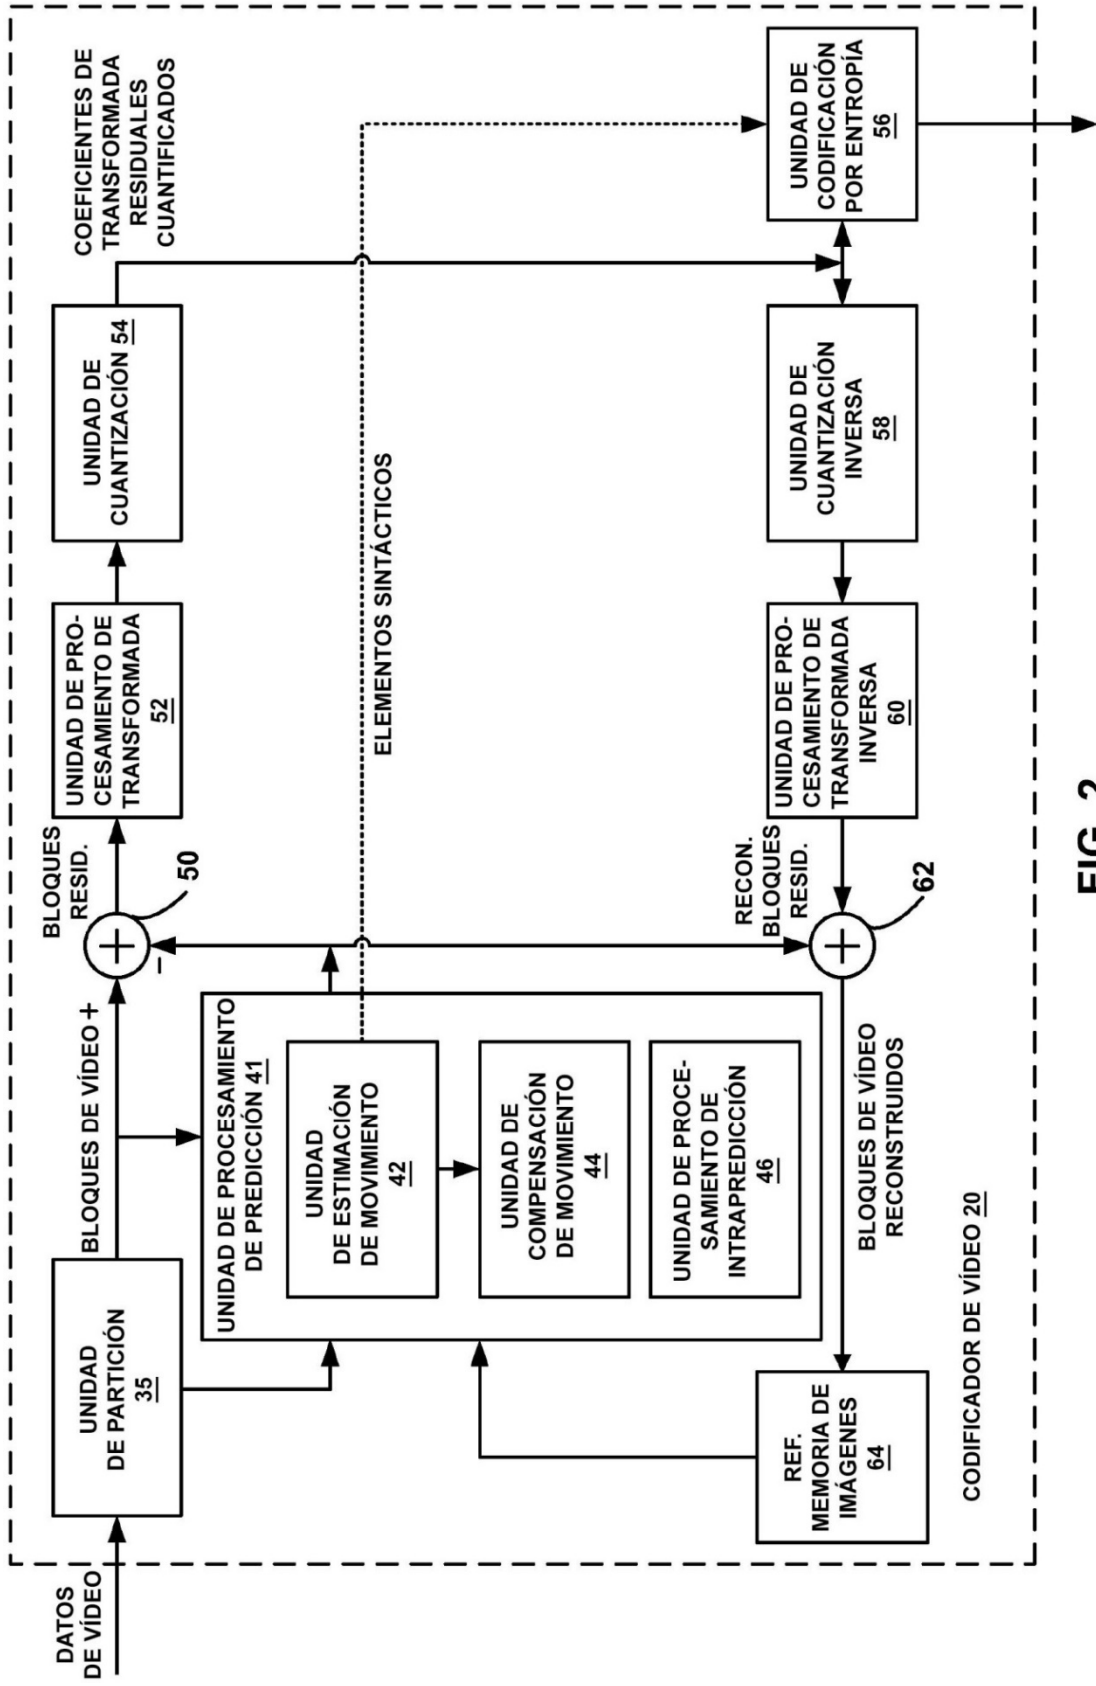 DATOS
DE VÍDEO
UNIDAD
DE PARTICIÓN
35
BLOQUES DE VÍDEO +
-
50
BLOQUES
RESID.
UNIDAD DE PRO-
CESAMIENTO DE
TRANSFORMADA
52
UNIDAD DE
CUANTIZACIÓN 54
COEFICIENTES DE
TRANSFORMADA
RESIDUALES
CUANTIFICADOS
UNIDAD DE PROCESAMIENTO
DE PREDICCIÓN 41
UNIDAD
DE ESTIMACIÓN
DE MOVIMIENTO
42
UNIDAD DE
COMPENSACIÓN
DE MOVIMIENTO
44
UNIDAD DE PROCE-
SAMIENTO DE
INTRAPREDICCIÓN
46
ELEMENTOS SINTÁCTICOS
REF.
MEMORIA DE
IMÁGENES
64
BLOQUES DE VÍDEO
RECONSTRUIDOS
62
RECON.
BLOQUES
RESID.
UNIDAD DE PRO-
CESAMIENTO DE
TRANSFORMADA
INVERSA
60
UNIDAD DE
CUANTIZACIÓN
INVERSA
58
UNIDAD DE
CODIFICACIÓN
POR ENTROPÍA
56
CODIFICADOR DE VÍDEO 20
FIG. 2